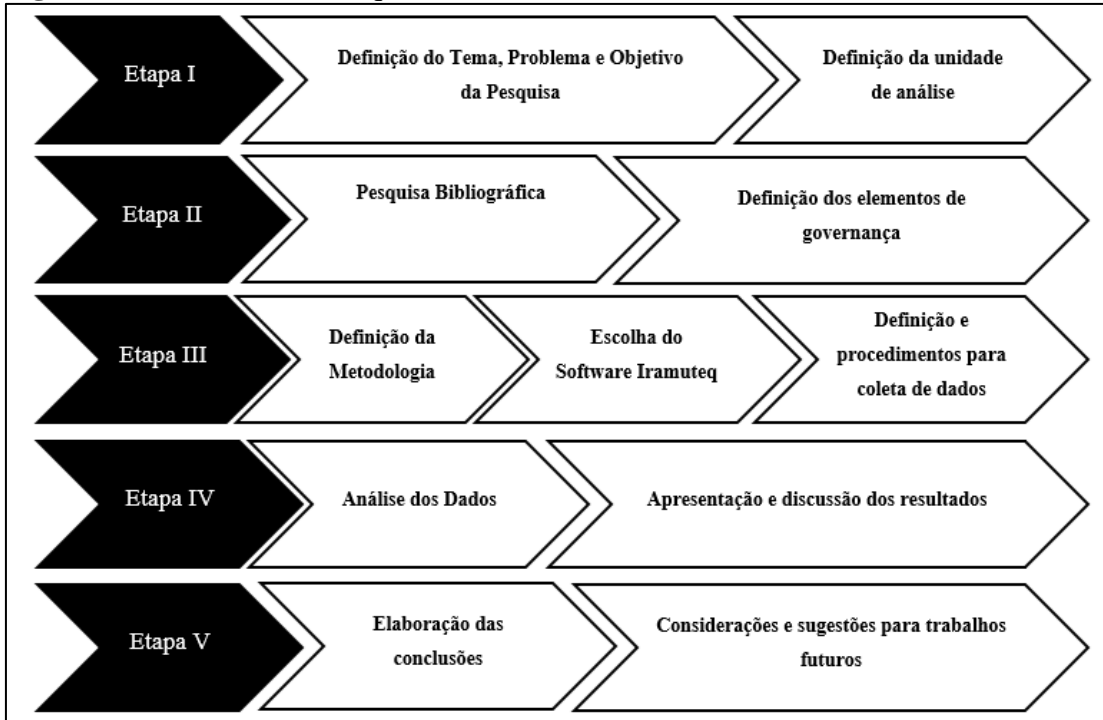 Etapa I
Definição do Tema, Problema e Objetivo
da Pesquisa
Definição da unidade
de análise
Etapa II
Pesquisa Bibliográfica
Definição dos elementos de
governança
Etapa III
Definição da
Metodologia
Escolha do
Software Iramuteq
Definição e
procedimentos para
coleta de dados
Etapa IV
Análise dos Dados
Apresentação e discussão dos resultados
Etapa V
Elaboração das
conclusões
Considerações e sugestões para trabalhos
futuros